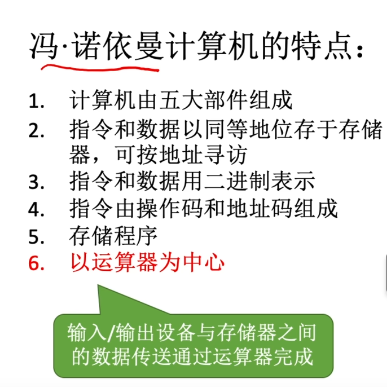 冯·诺依曼计算机的特点：
1. 计算机由五大部件组成
2. 指令和数据以同等地位存于存储
器，可按地址寻访
3. 指令和数据用二进制表示
4. 指令由操作码和地址码组成
5. 存储程序
6. 以运算器为中心
输入/输出设备与存储器之间
的数据传送通过运算器完成